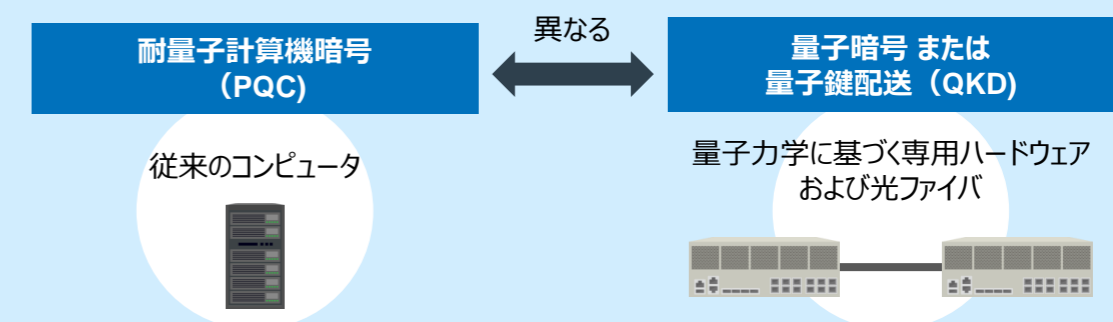 耐量子計算機暗号
（PQC)
異なる
量子暗号 または
量子鍵配送（QKD)
従来のコンピュータ
量子力学に基づく専用ハードウェア
および光ファイバ